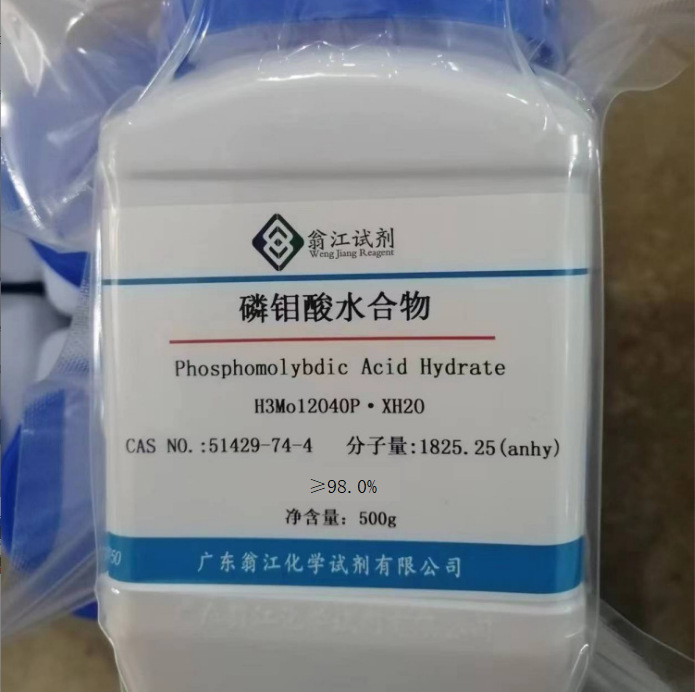 翁江试剂
Weng Jiang Reagent
磷钼酸水合物
Phosphomolybdic Acid Hydrate
H3Mo12O40P·XH2O
CAS NO.:51429-74-4 分子量:1825.25(anhy)
≥98.0%
净含量：500g
广东翁江化学试剂有限公司